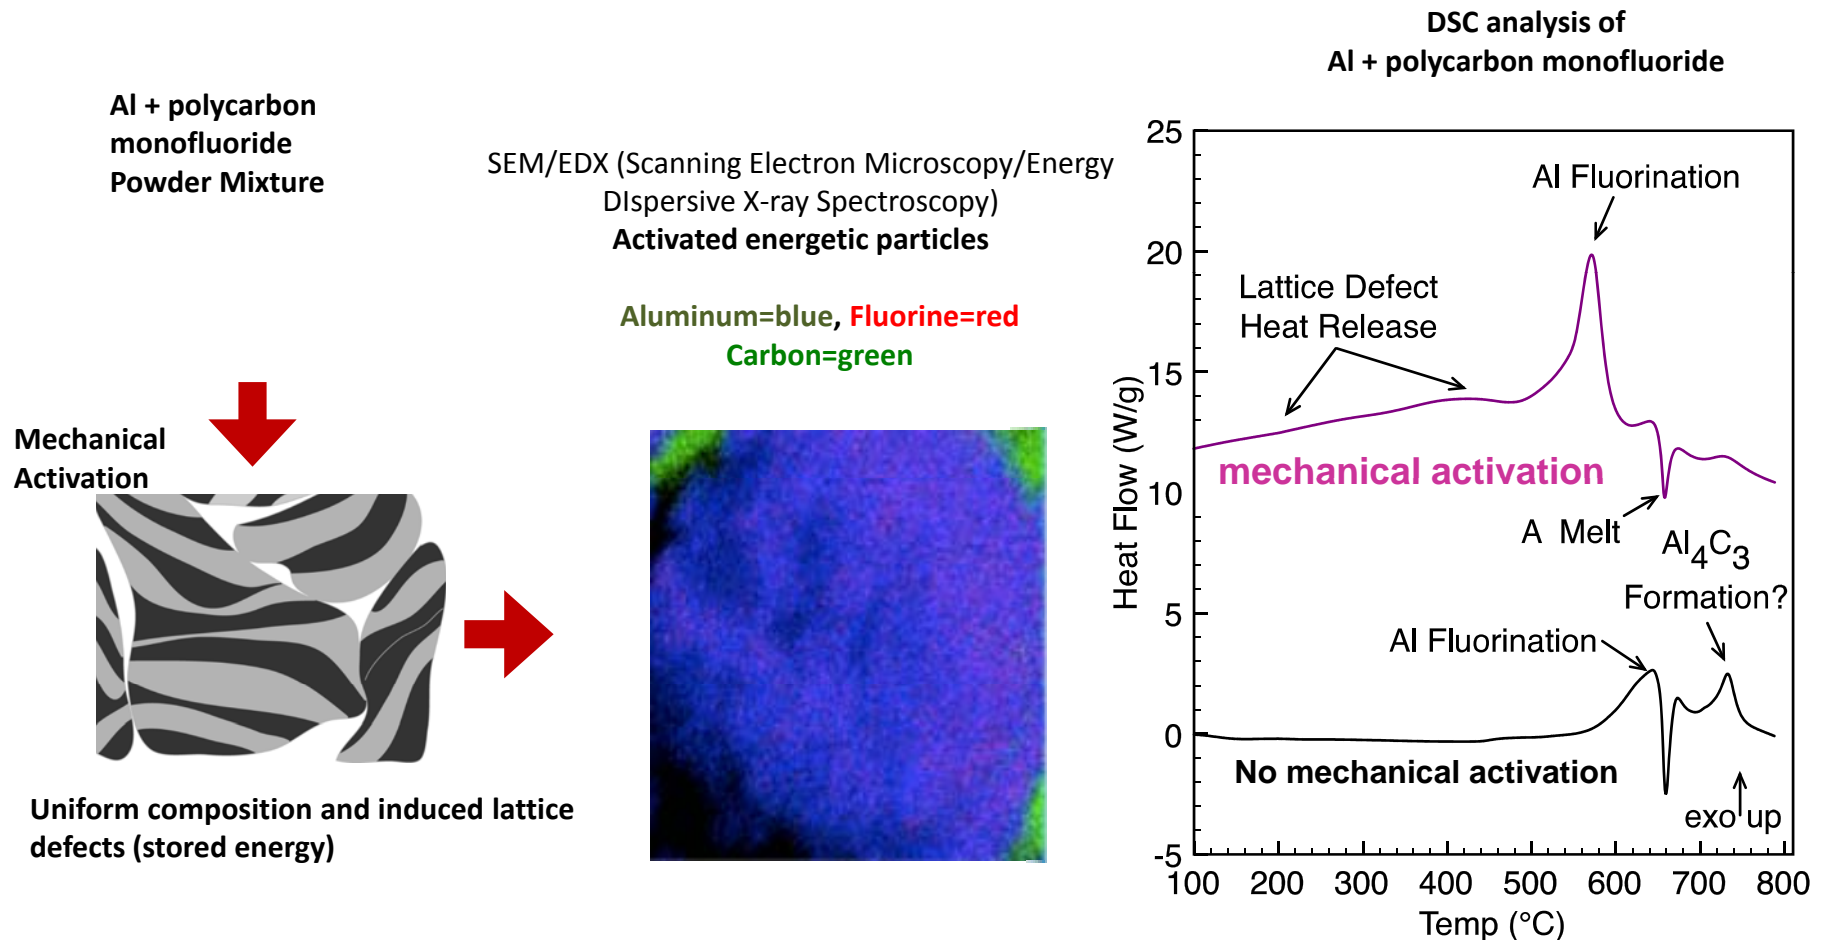 Al + polycarbon
monofluoride
Powder Mixture
Mechanical
Activation
Uniform composition and induced lattice
defects (stored energy)
SEM/EDX (Scanning Electron Microscopy/Energy
DIspersive X-ray Spectroscopy)
Activated energetic particles
Aluminum=blue, Fluorine=red
Carbon=green
DSC analysis of
Al + polycarbon monofluoride
25
20
15
10
5
0
-5
Heat Flow (W/g)
Al Fluorination
Lattice Defect
Heat Release
mechanical activation
A Melt
Al4C3
Formation?
Al Fluorination
No mechanical activation
exo up
100 200 300 400 500 600 700 800
Temp (°C)